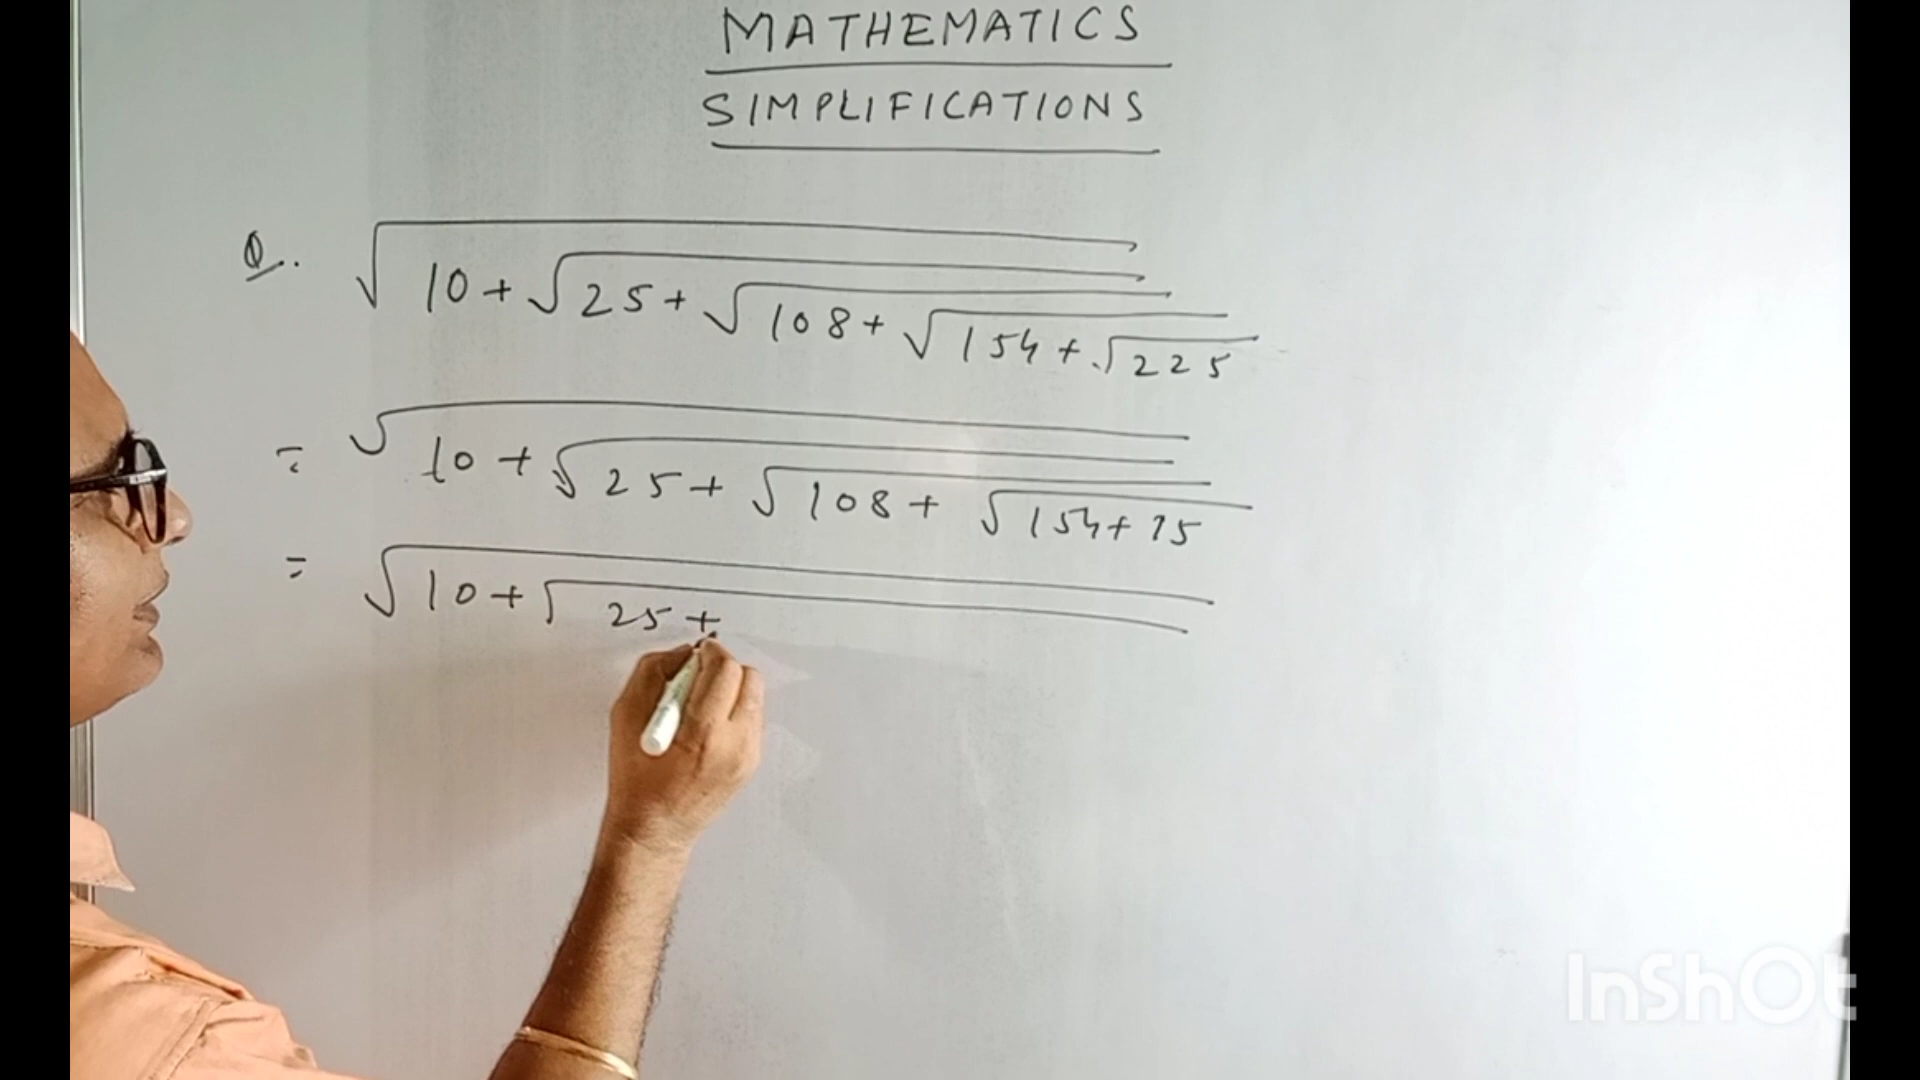 MATHEMATICS
SIMPLIFICATIONS
Q. √10+√25+√108+√154+√225
= √10+√25+√108+√154+15
= √10+√25+
InShOt